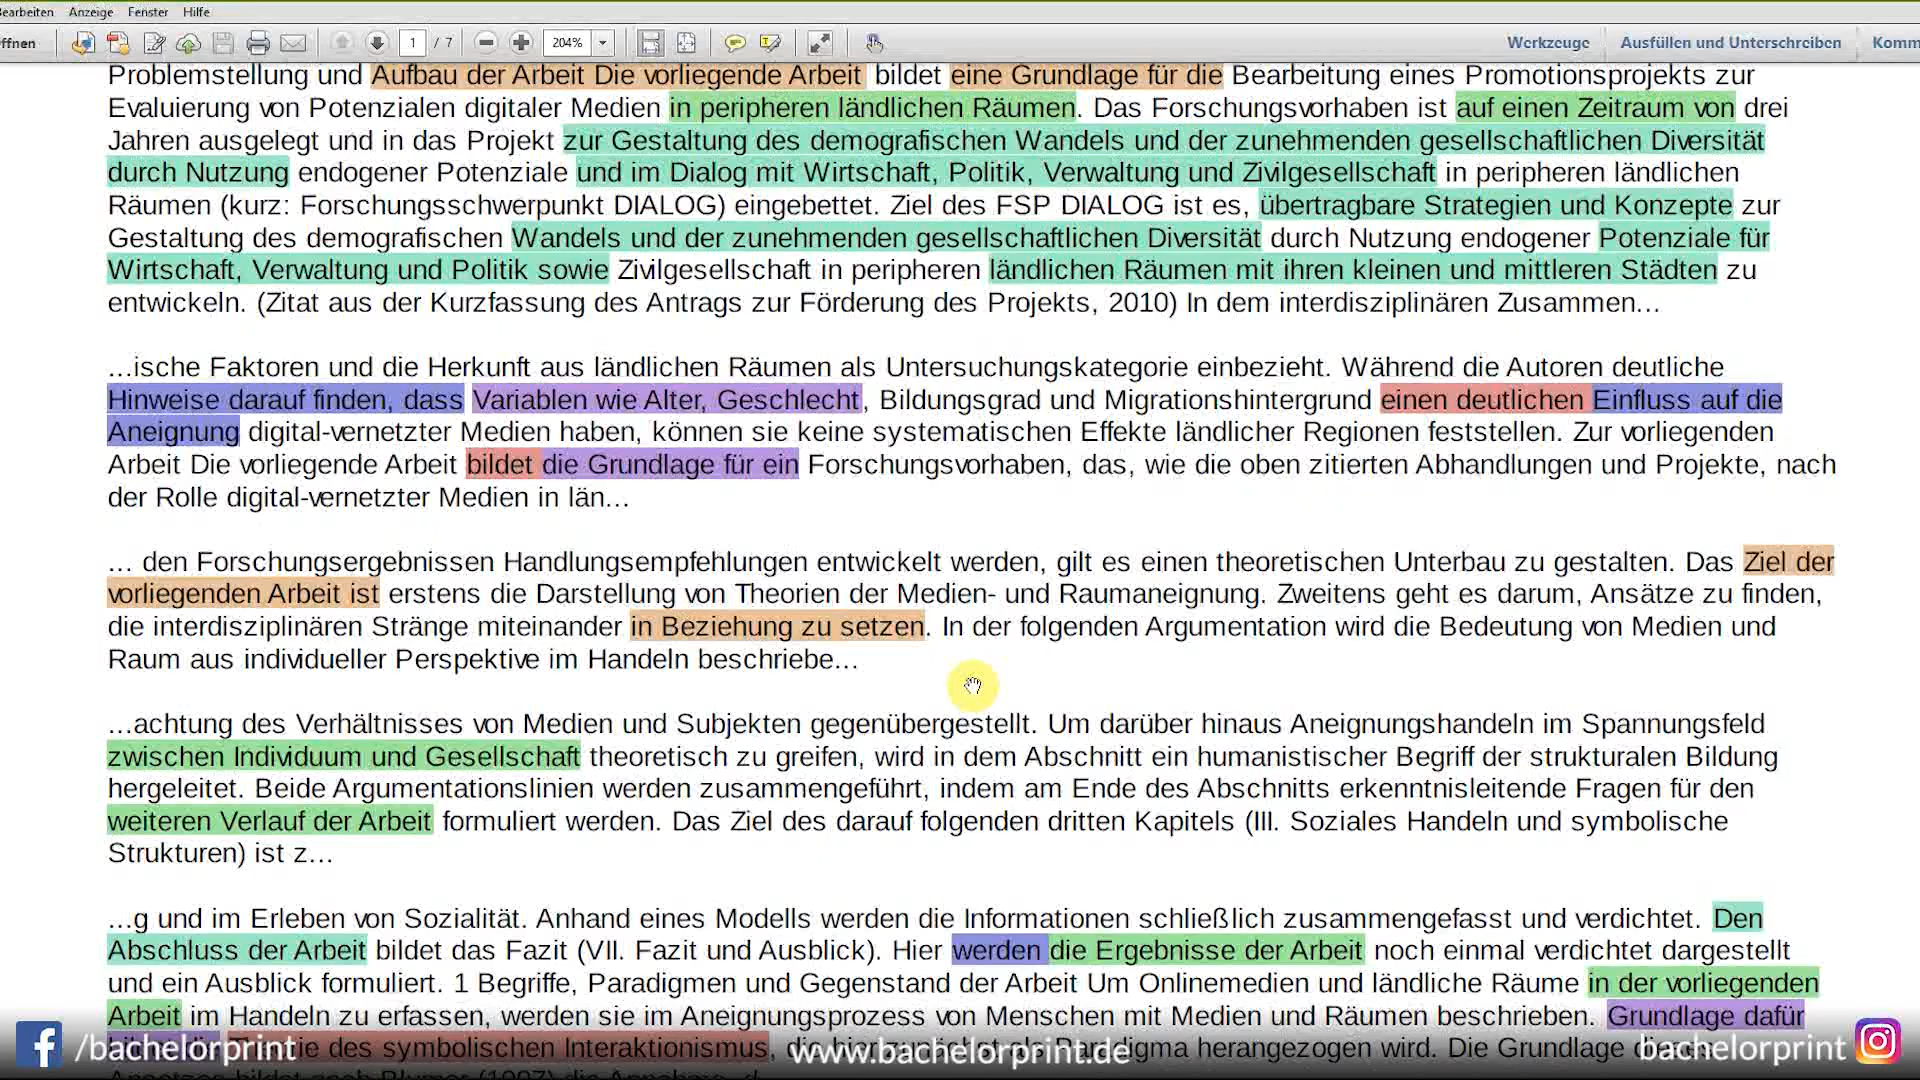 Bearbeiten Anzeige Fenster Hilfe
1 / 7 204% Werkzeuge Ausfüllen und Unterschreiben
Problemstellung und Aufbau der Arbeit Die vorliegende Arbeit bildet eine Grundlage für die Bearbeitung eines Promotionsprojekts zur
Evaluierung von Potenzialen digitaler Medien in peripheren ländlichen Räumen. Das Forschungsvorhaben ist auf einen Zeitraum von drei
Jahren ausgelegt und in das Projekt zur Gestaltung des demografischen Wandels und der zunehmenden gesellschaftlichen Diversität
durch Nutzung endogener Potenziale und im Dialog mit Wirtschaft, Politik, Verwaltung und Zivilgesellschaft in peripheren ländlichen
Räumen (kurz: Forschungsschwerpunkt DIALOG) eingebettet. Ziel des FSP DIALOG ist es, übertragbare Strategien und Konzepte zur
Gestaltung des demografischen Wandels und der zunehmenden gesellschaftlichen Diversität durch Nutzung endogener Potenziale für
Wirtschaft, Verwaltung und Politik sowie Zivilgesellschaft in peripheren ländlichen Räumen mit ihren kleinen und mittleren Städten zu
entwickeln. (Zitat aus der Kurzfassung des Antrags zur Förderung des Projekts, 2010) In dem interdisziplinären Zusammen...
...ische Faktoren und die Herkunft aus ländlichen Räumen als Untersuchungskategorie einbezieht. Während die Autoren deutliche
Hinweise darauf finden, dass Variablen wie Alter, Geschlecht, Bildungsgrad und Migrationshintergrund einen deutlichen Einfluss auf die
Aneignung digital-vernetzter Medien haben, können sie keine systematischen Effekte ländlicher Regionen feststellen. Zur vorliegenden
Arbeit Die vorliegende Arbeit bildet die Grundlage für ein Forschungsvorhaben, das, wie die oben zitierten Abhandlungen und Projekte, nach
der Rolle digital-vernetzter Medien in län...
... den Forschungsergebnissen Handlungsempfehlungen entwickelt werden, gilt es einen theoretischen Unterbau zu gestalten. Das Ziel der
vorliegenden Arbeit ist erstens die Darstellung von Theorien der Medien- und Raumaneignung. Zweitens geht es darum, Ansätze zu finden,
die interdisziplinären Stränge miteinander in Beziehung zu setzen. In der folgenden Argumentation wird die Bedeutung von Medien und
Raum aus individueller Perspektive im Handeln beschriebe...
...achtung des Verhältnisses von Medien und Subjekten gegenübergestellt. Um darüber hinaus Aneignungshandeln im Spannungsfeld
zwischen Individuum und Gesellschaft theoretisch zu greifen, wird in dem Abschnitt ein humanistischer Begriff der strukturalen Bildung
hergeleitet. Beide Argumentationslinien werden zusammengeführt, indem am Ende des Abschnitts erkenntnisleitende Fragen für den
weiteren Verlauf der Arbeit formuliert werden. Das Ziel des darauf folgenden dritten Kapitels (III. Soziales Handeln und symbolische
Strukturen) ist z...
...g und im Erleben von Sozialität. Anhand eines Modells werden die Informationen schließlich zusammengefasst und verdichtet. Den
Abschluss der Arbeit bildet das Fazit (VII. Fazit und Ausblick). Hier werden die Ergebnisse der Arbeit noch einmal verdichtet dargestellt
und ein Ausblick formuliert. 1 Begriffe, Paradigmen und Gegenstand der Arbeit Um Onlinemedien und ländliche Räume in der vorliegenden
Arbeit im Handeln zu erfassen, werden sie im Aneignungsprozess von Menschen mit Medien und Räumen beschrieben. Grundlage dafür
des symbolischen Interaktionismus, herangezogen wird. Die Grundlage
/bachelorprint www.bachelorprint.de bachelorprint